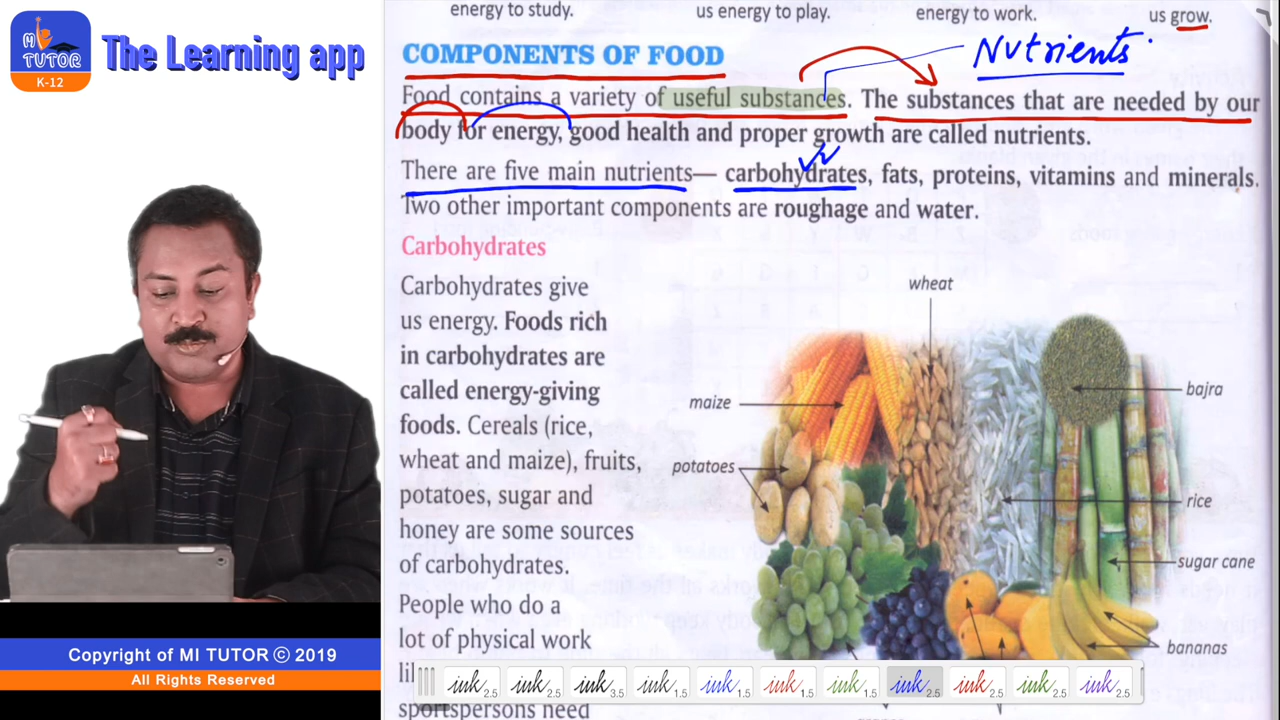 MI
TUTOR
K-12
The Learning app
energy to study.
us energy to play.
energy to work.
us grow.
COMPONENTS OF FOOD
Nutrients
Food contains a variety of useful substances. The substances that are needed by our
body for energy, good health and proper growth are called nutrients.
There are five main nutrients— carbohydrates, fats, proteins, vitamins and minerals.
Two other important components are roughage and water.
Carbohydrates
Carbohydrates give
us energy. Foods rich
in carbohydrates are
called energy-giving
foods. Cereals (rice,
wheat and maize), fruits,
potatoes, sugar and
honey are some sources
of carbohydrates.
People who do a
lot of physical work
sportspersons need
wheat
maize
bajra
potatoes
rice
sugar cane
bananas
ink 2.5
ink 2.5
ink 3.5
ink 1.5
ink 1.5
ink 1.5
ink 1.5
ink 2.5
ink 2.5
ink 2.5
ink 2.5
Copyright of MI TUTOR © 2019
All Rights Reserved